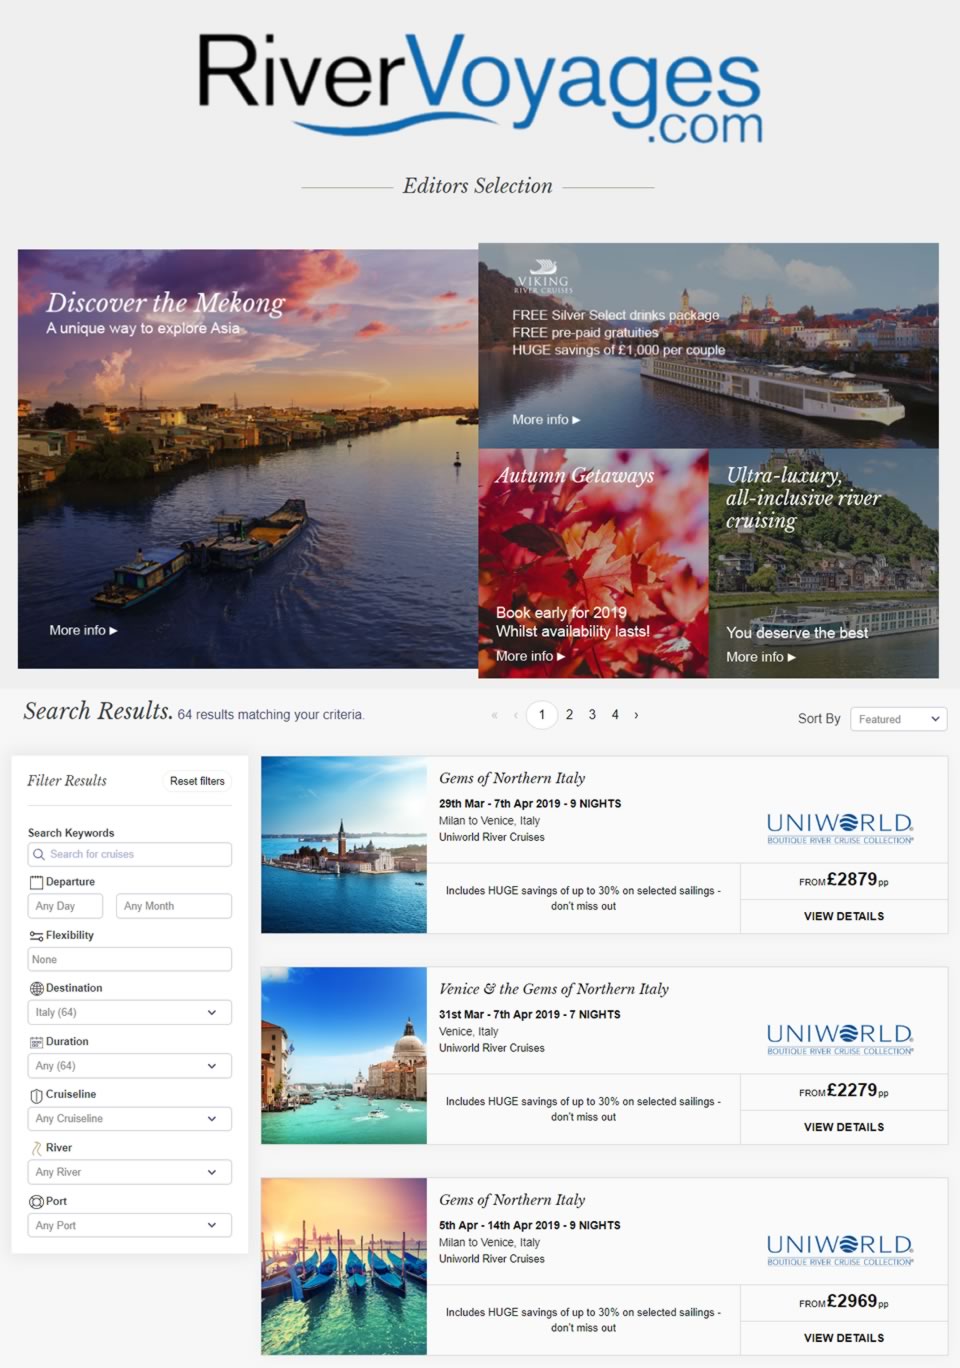 RiverVoyages
.com
Editors Selection
Discover the Mekong
A unique way to explore Asia
More info ▶
VIKING
RIVER CRUISES
FREE Silver Select drinks package
FREE pre-paid gratuities
HUGE savings of £1,000 per couple
More info ▶
Autumn Getaways
Book early for 2019
Whilst availability lasts!
More info ▶
Ultra-luxury,
all-inclusive river
cruising
You deserve the best
More info ▶
Search Results. 64 results matching your criteria.
« ‹ 1 2 3 4 ›
Sort By Featured
Filter Results Reset filters
Search Keywords
Search for cruises
Departure
Any Day Any Month
Flexibility
None
Destination
Italy (64)
Duration
Any (64)
Cruiseline
Any Cruiseline
River
Any River
Port
Any Port
Gems of Northern Italy
29th Mar - 7th Apr 2019 - 9 NIGHTS
Milan to Venice, Italy
Uniworld River Cruises
UNIWORLD®
BOUTIQUE RIVER CRUISE COLLECTION®
Includes HUGE savings of up to 30% on selected sailings -
don't miss out
FROM £2879 pp
VIEW DETAILS
Venice & the Gems of Northern Italy
31st Mar - 7th Apr 2019 - 7 NIGHTS
Venice, Italy
Uniworld River Cruises
UNIWORLD®
BOUTIQUE RIVER CRUISE COLLECTION®
Includes HUGE savings of up to 30% on selected sailings -
don't miss out
FROM £2279 pp
VIEW DETAILS
Gems of Northern Italy
5th Apr - 14th Apr 2019 - 9 NIGHTS
Milan to Venice, Italy
Uniworld River Cruises
UNIWORLD®
BOUTIQUE RIVER CRUISE COLLECTION®
Includes HUGE savings of up to 30% on selected sailings -
don't miss out
FROM £2969 pp
VIEW DETAILS